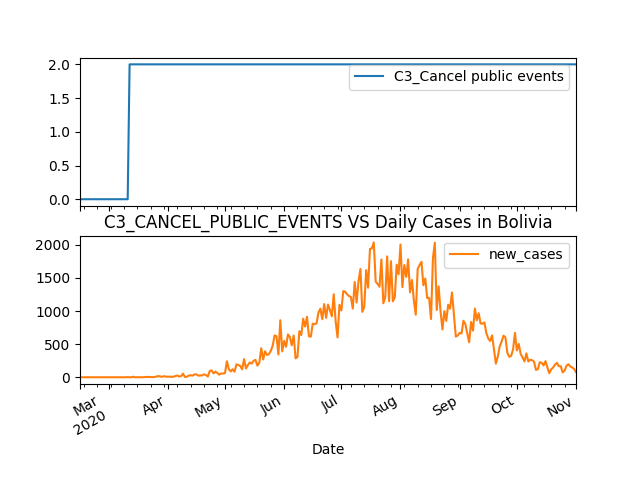 2.0
1.5
1.0
0.5
0.0
C3_Cancel public events
C3_CANCEL_PUBLIC_EVENTS VS Daily Cases in Bolivia
2000
1500
1000
500
0
new_cases
Mar
2020
Apr
May
Jun
Jul
Aug
Sep
Oct
Nov
Date